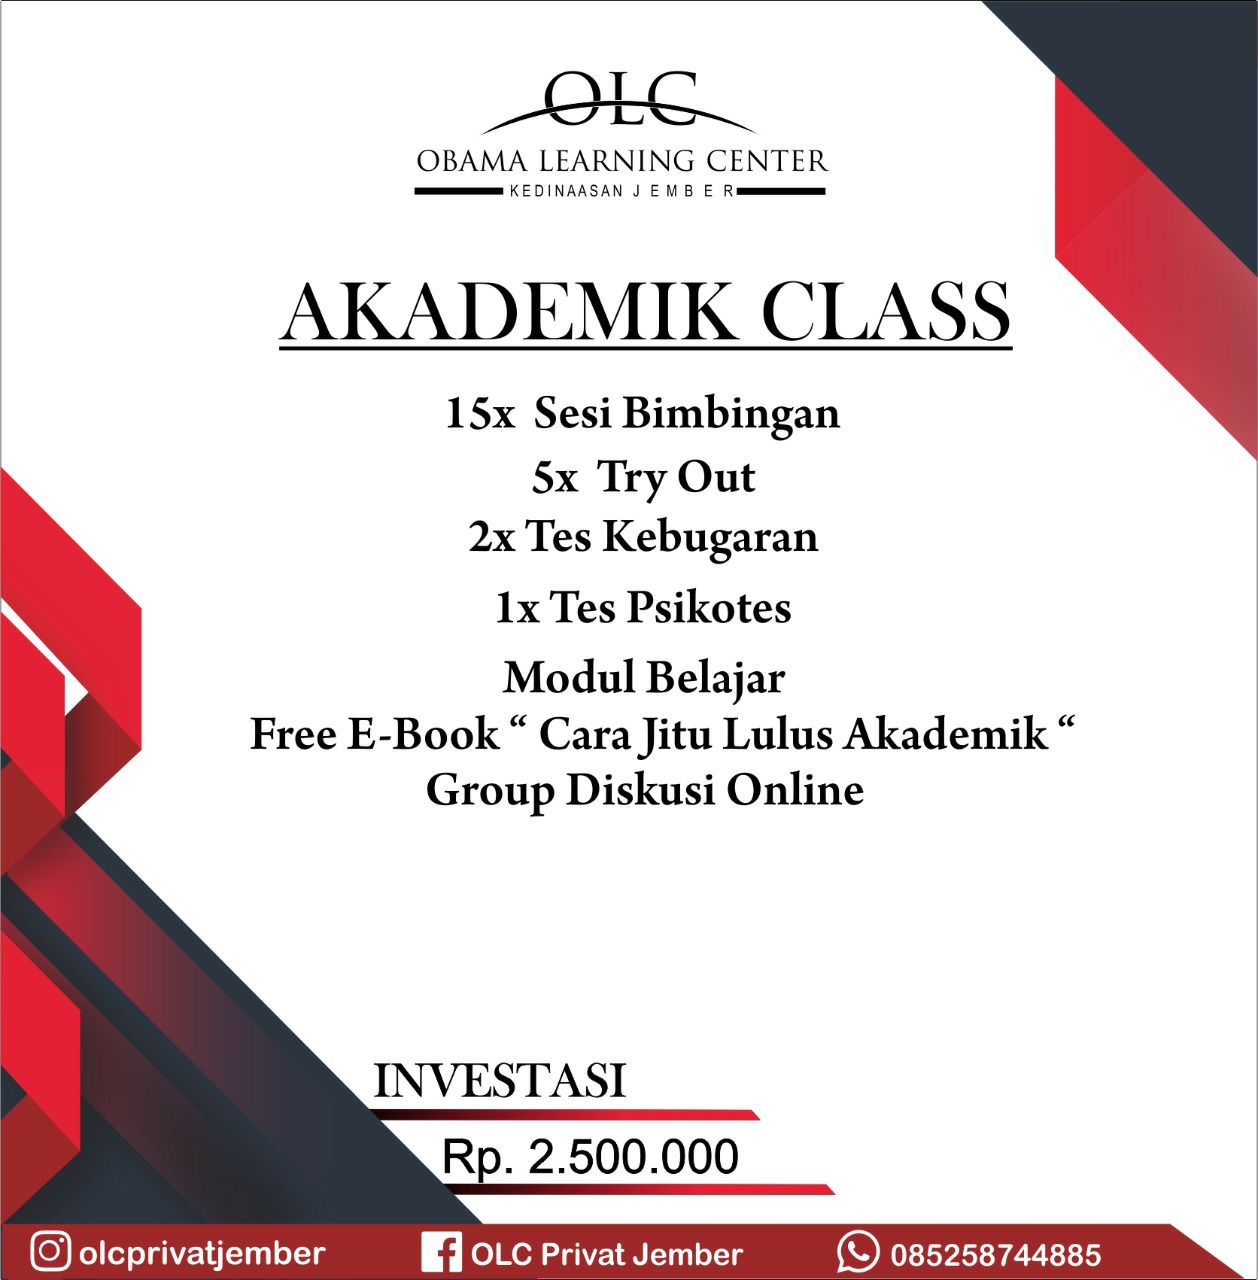 OLC
OBAMA LEARNING CENTER
KEDINAASAN JEMBER
AKADEMIK CLASS
15x Sesi Bimbingan
5x Try Out
2x Tes Kebugaran
1x Tes Psikotes
Modul Belajar
Free E-Book “ Cara Jitu Lulus Akademik “
Group Diskusi Online
INVESTASI
Rp. 2.500.000
olcprivatjember OLC Privat Jember 085258744885